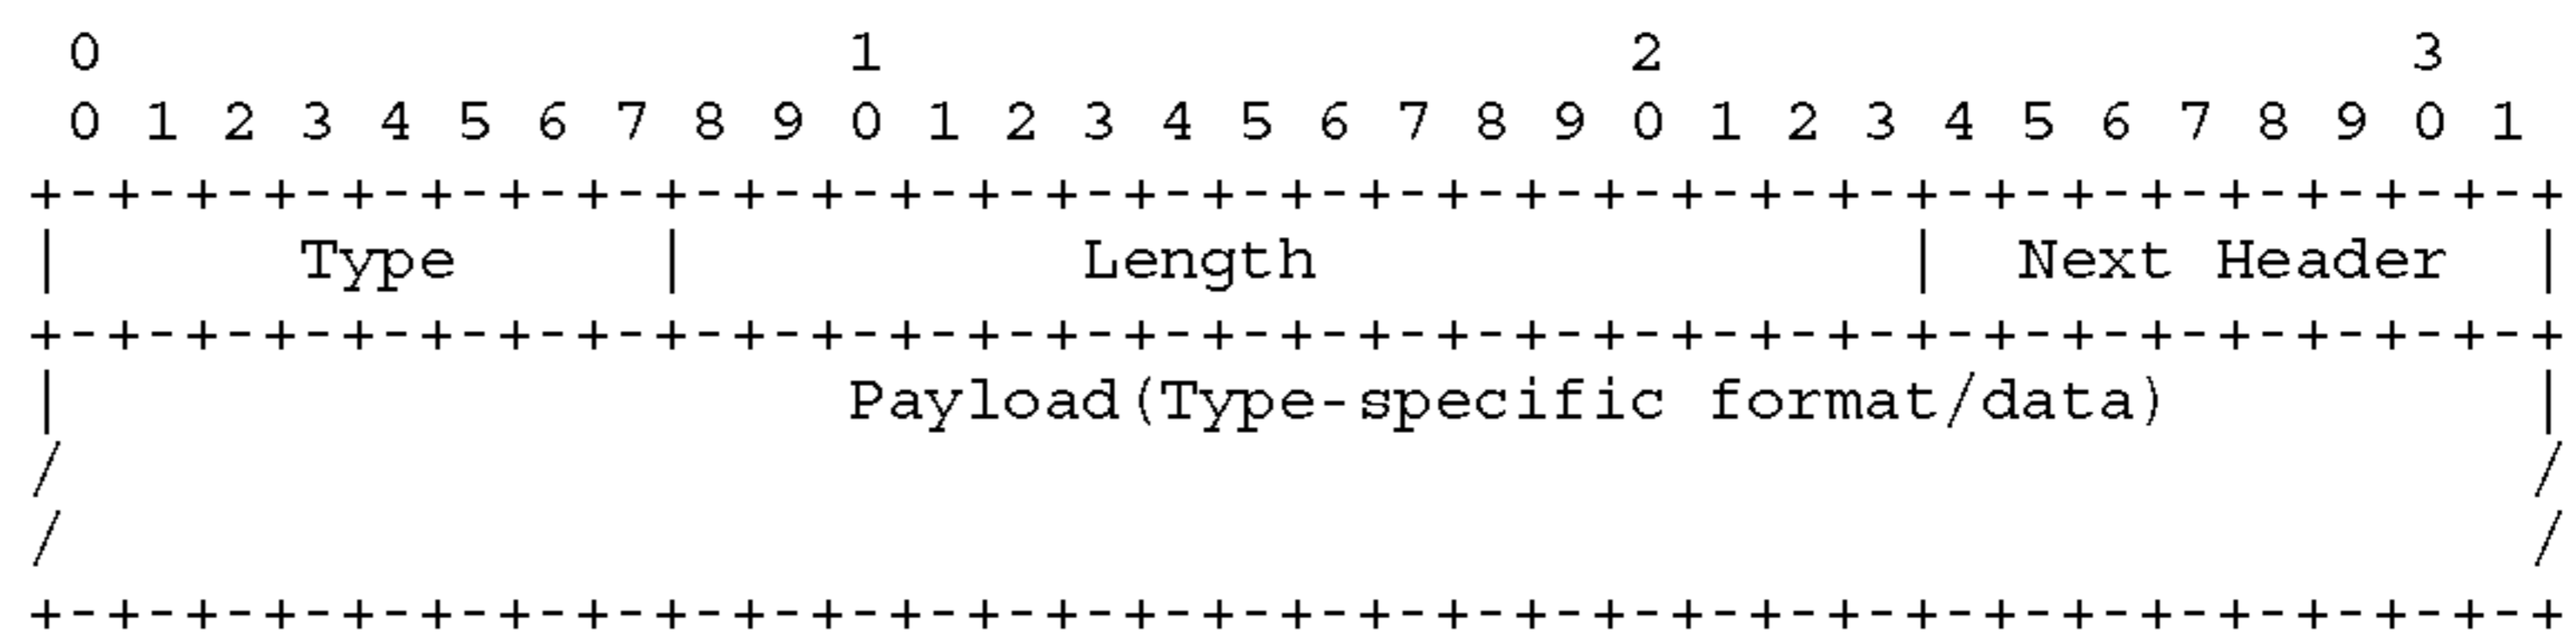 0                   1                   2                   3
 0 1 2 3 4 5 6 7 8 9 0 1 2 3 4 5 6 7 8 9 0 1 2 3 4 5 6 7 8 9 0 1
+-+-+-+-+-+-+-+-+-+-+-+-+-+-+-+-+-+-+-+-+-+-+-+-+-+-+-+-+-+-+-+-+
|      Type     |          Length               |  Next Header  |
+-+-+-+-+-+-+-+-+-+-+-+-+-+-+-+-+-+-+-+-+-+-+-+-+-+-+-+-+-+-+-+-+
|                    Payload(Type-specific format/data)         |
/                                                               /
/                                                               /
+-+-+-+-+-+-+-+-+-+-+-+-+-+-+-+-+-+-+-+-+-+-+-+-+-+-+-+-+-+-+-+-+